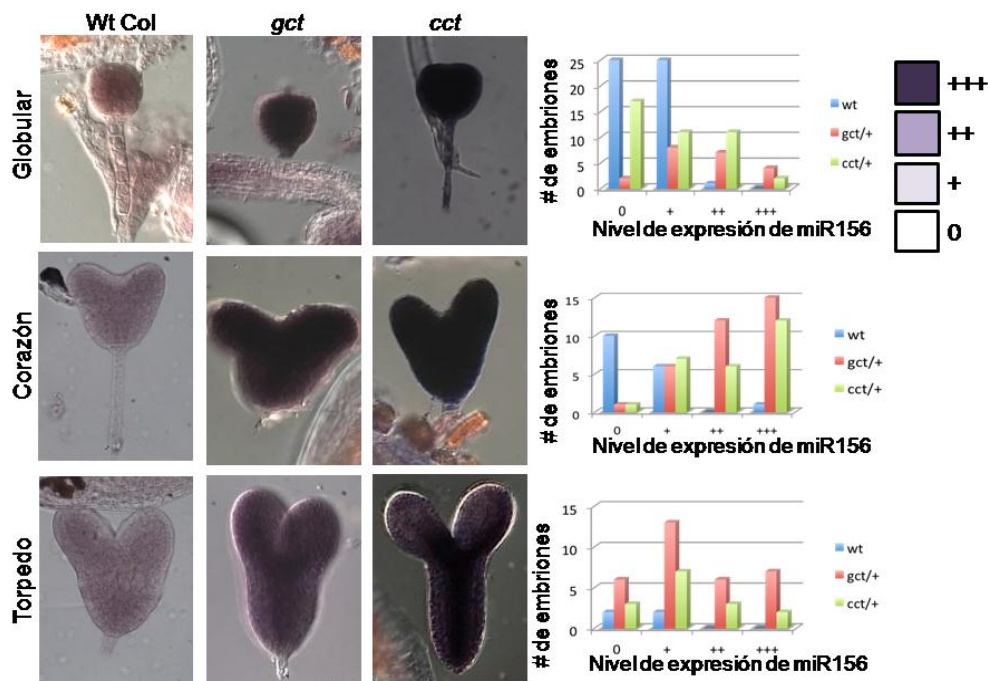 Wt Col
gct
cct
Globular
# de embriones
25
20
15
10
5
0
0
+
++
+++
Nivel de expresión de miR156
wt
gct/+
cct/+
+++
++
+
0
Corazón
# de embriones
15
10
5
0
0
+
++
+++
Nivel de expresión de miR156
wt
gct/+
cct/+
Torpedo
# de embriones
15
10
5
0
0
+
++
+++
Nivel de expresión de miR156
wt
gct/+
cct/+